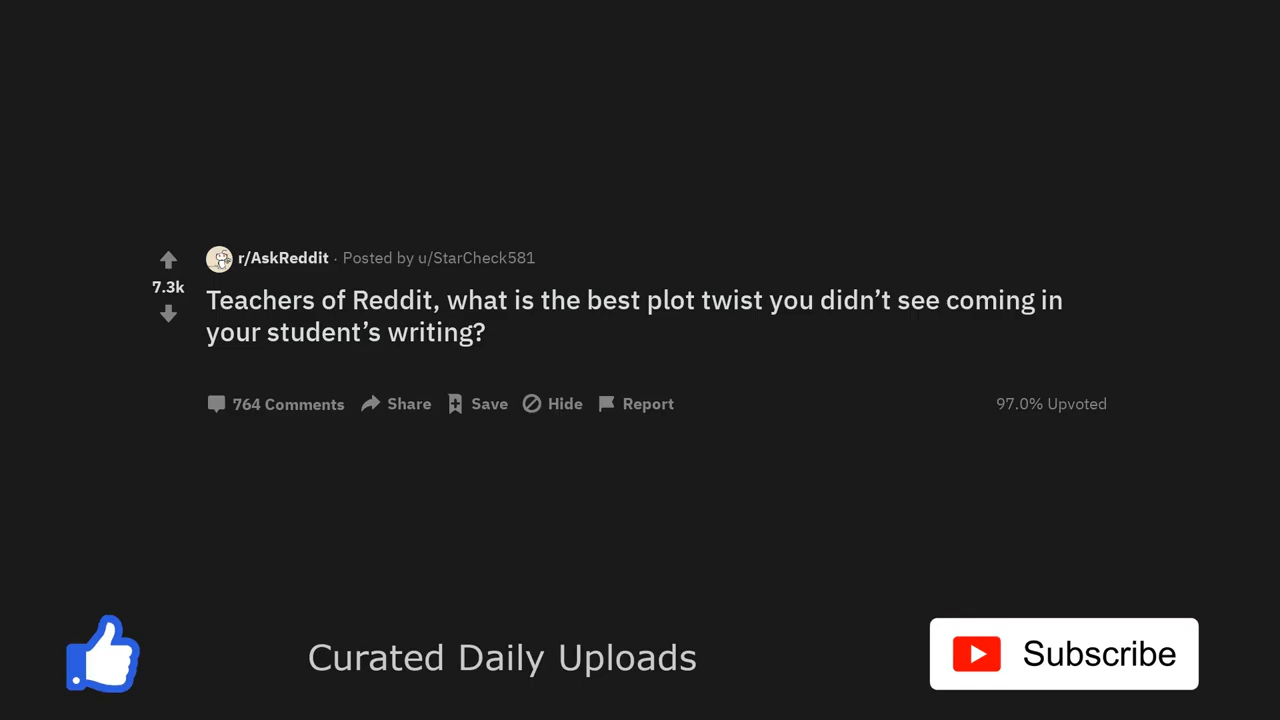 r/AskReddit · Posted by u/StarCheck581
7.3k
Teachers of Reddit, what is the best plot twist you didn’t see coming in
your student’s writing?
764 Comments Share Save Hide Report 97.0% Upvoted
Curated Daily Uploads
Subscribe